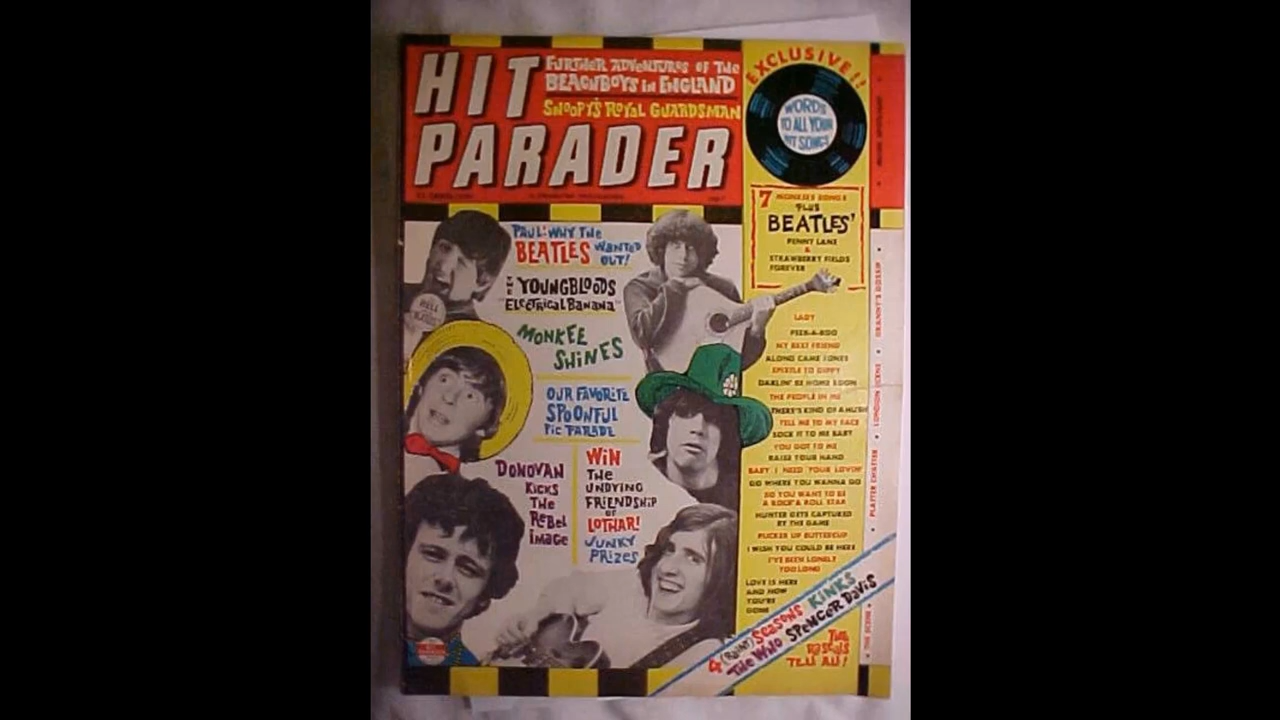 HIT
PARADER
FURTHER ADVENTURES OF THE
BEACHBOYS in ENGLAND
SNOOPY'S ROYAL GUARDSMAN
EXCLUSIVE!!
WORDS
TO ALL YOUR
HIT SONGS
7 MONKEES SONGS
PLUS
BEATLES'
PENNY LANE
&
STRAWBERRY FIELDS
FOREVER
PAUL: WHY THE
BEATLES WANTED
OUT!
THE YOUNGBLOODS
"ELECTRICAL BANANA"
MONKEE
SHINES
OUR FAVORITE
SPOONFUL
Pic PARADE
DONOVAN
KICKS
THE
REBEL
IMAGE
WIN
THE
UNDYING
FRIENDSHIP
OF
LOTHAR!
JUNKY
PRIZES
LADY
PEEK-A-BOO
MY BEST FRIEND
ALONG CAME JONES
EPISTLE TO DIPPY
DARLIN' BE HOME SOON
THE PEOPLE IN ME
THERE'S KIND OF A HUSH
TELL ME TO MY FACE
SOCK IT TO ME BABY
YOU GOT TO ME
RAISE YOUR HAND
BABY I NEED YOUR LOVIN'
GO WHERE YOU WANNA GO
SO YOU WANT TO BE
A ROCK & ROLL STAR
HUNTER GETS CAPTURED
BY THE GAME
PUCKER UP BUTTERCUP
I WISH YOU COULD BE HERE
I'VE BEEN LONELY
TOO LONG
LOVE IS HERE
AND NOW
YOU'RE
GONE
4 (COUNT) SEASONS KINKS
THE WHO SPENCER DAVIS
THE
RASCALS
TELL ALL!
GRANNY'S GOSSIP
LONDON SCENE
PLATTER CHATTER
THE SCENE